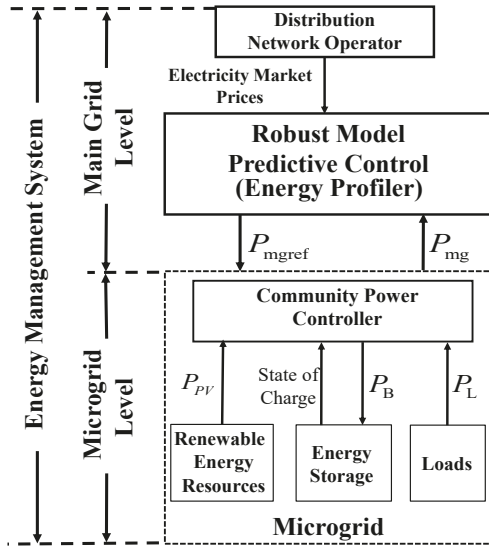 Distribution
Network Operator
Electricity Market
Prices
Robust Model
Predictive Control
(Energy Profiler)
P_mgref
P_mg
Community Power
Controller
P_PV
State of
Charge
P_B
P_L
Renewable
Energy
Resources
Energy
Storage
Loads
Microgrid
Energy Management System
Main Grid
Level
Microgrid
Level